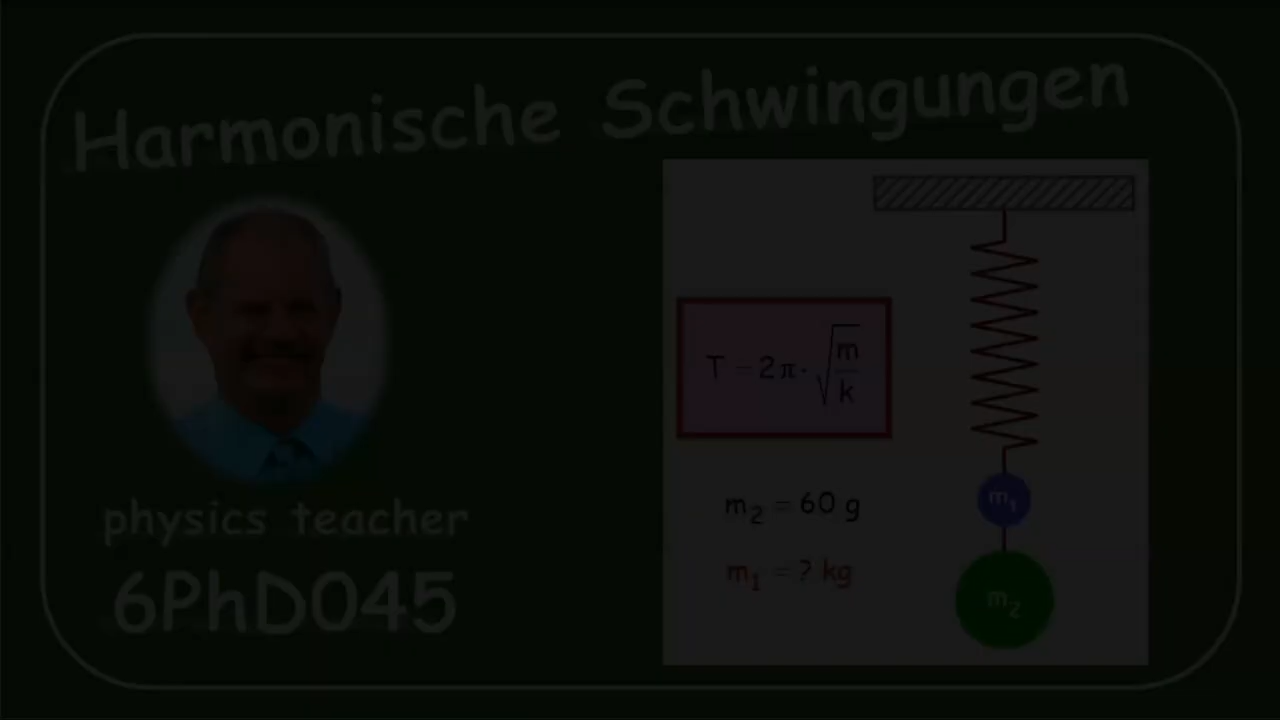 Harmonische Schwingungen
physics teacher
6PhD045
T = 2π · √(m/k)
m₂ = 60 g
m₁ = ? kg
m₁
m₂